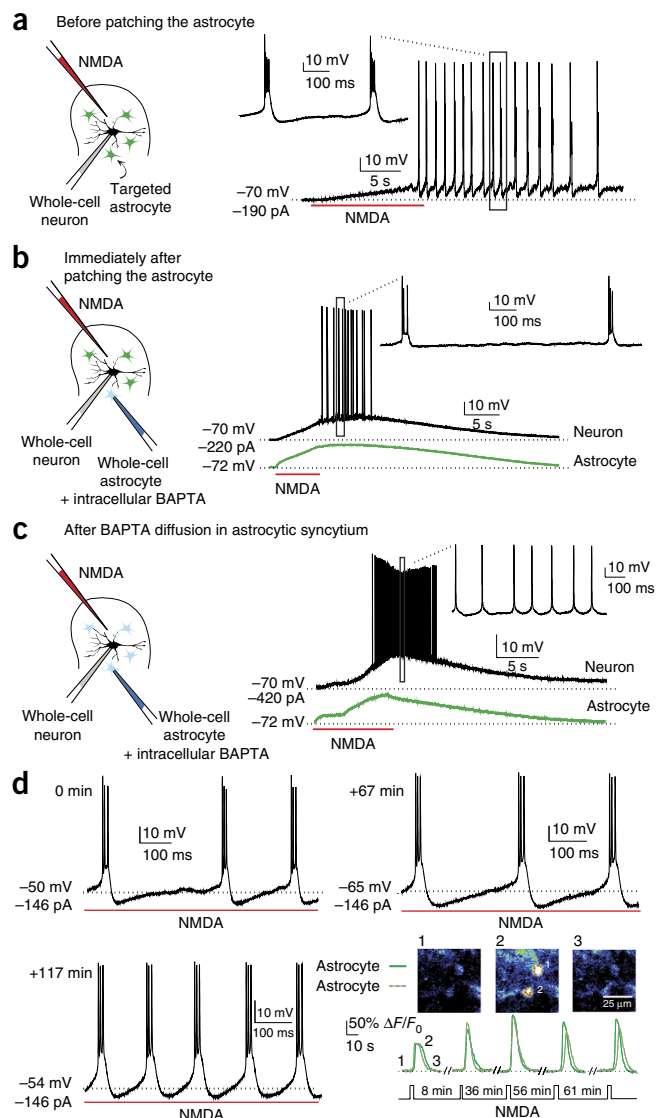 a
Before patching the astrocyte
NMDA
Whole-cell
neuron
Targeted
astrocyte
10 mV
100 ms
10 mV
5 s
–70 mV
–190 pA
NMDA
b
Immediately after
patching the astrocyte
NMDA
Whole-cell
neuron
Whole-cell
astrocyte
+ intracellular BAPTA
10 mV
100 ms
10 mV
5 s
–70 mV
–220 pA
–72 mV
Neuron
Astrocyte
NMDA
c
After BAPTA diffusion in astrocytic syncytium
NMDA
Whole-cell
neuron
Whole-cell
astrocyte
+ intracellular BAPTA
10 mV
100 ms
10 mV
5 s
–70 mV
–420 pA
–72 mV
Neuron
Astrocyte
NMDA
d
0 min
10 mV
100 ms
–50 mV
–146 pA
NMDA
+67 min
10 mV
100 ms
–65 mV
–146 pA
NMDA
+117 min
10 mV
100 ms
–54 mV
–146 pA
NMDA
1 2 3
Astrocyte
Astrocyte
1
2
25 µm
50% ΔF/F0
10 s
1 2 3
8 min 36 min 56 min 61 min
NMDA